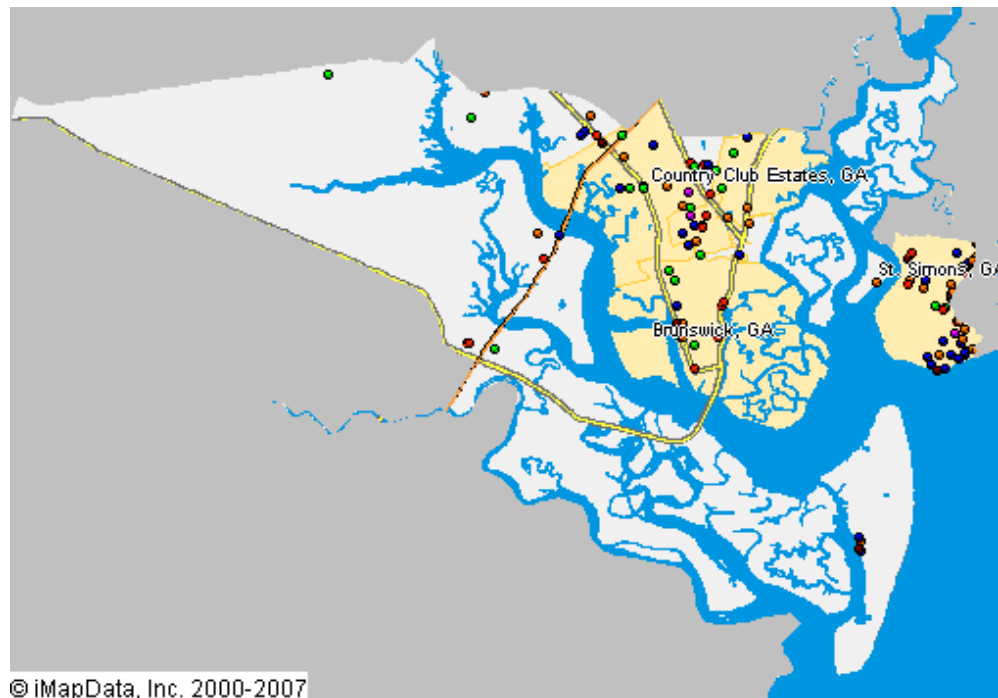 Country Club Estates, GA
St. Simons, GA
Brunswick, GA
© iMapData, Inc. 2000-2007